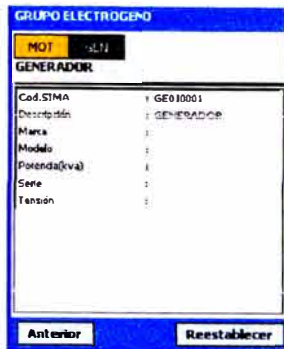 GRUPO ELECTROGENO
MOT GEN
GENERADOR
Cod.SIMA : GE010001
Descripción : GENERADOR
Marca :
Modelo :
Potencia(kva) :
Serie :
Tensión :
Anterior Reestablecer